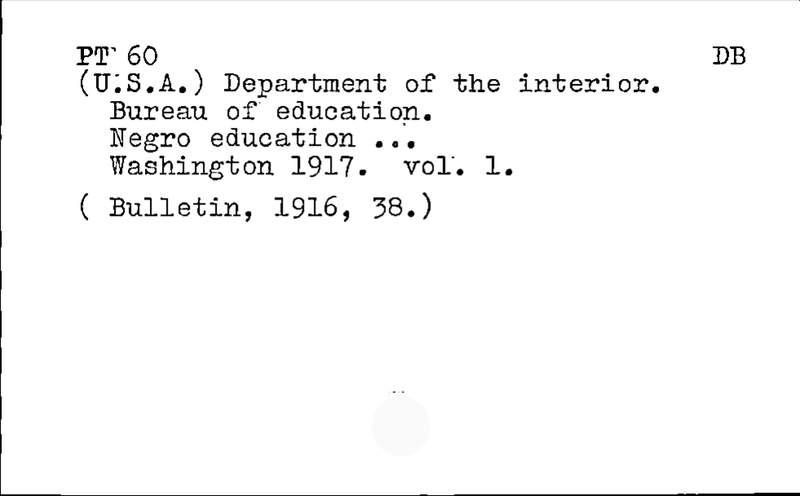 PT 60 DB
(U.S.A.) Department of the interior.
Bureau of education.
Negro education ...
Washington 1917. vol. 1.
( Bulletin, 1916, 38.)